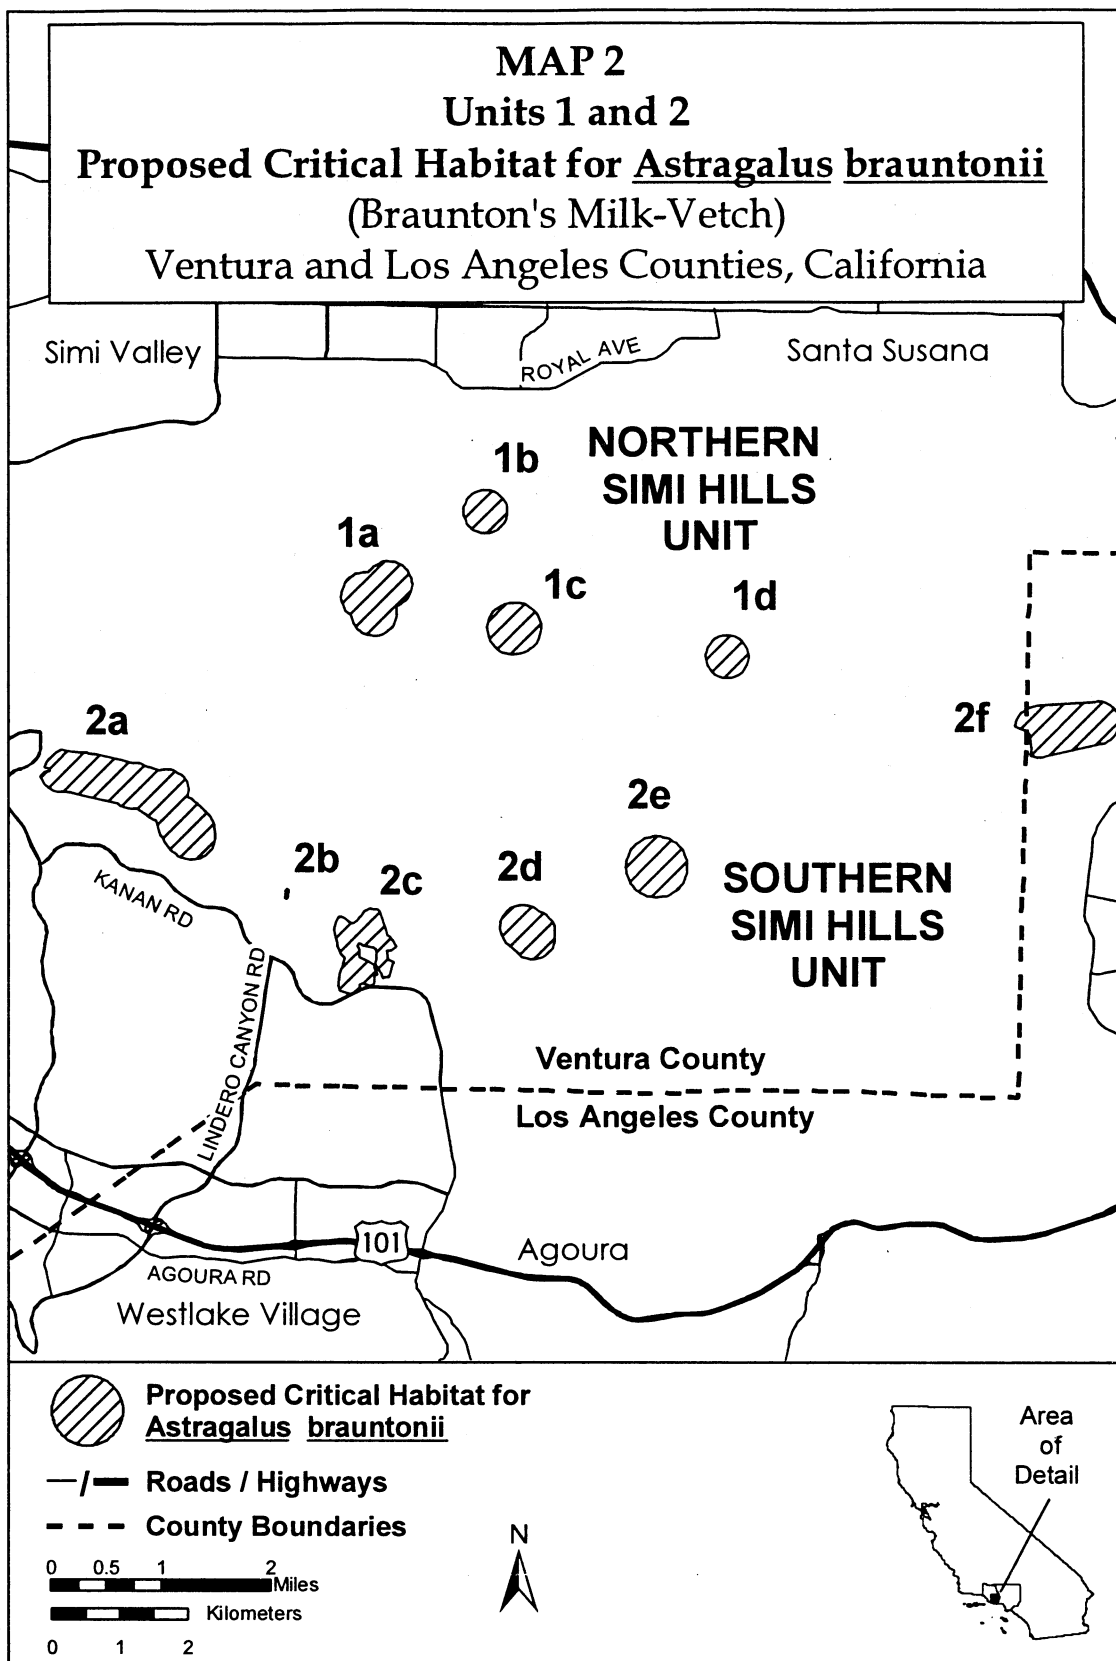 MAP 2
Units 1 and 2
Proposed Critical Habitat for Astragalus brauntonii
(Braunton's Milk-Vetch)
Ventura and Los Angeles Counties, California
Simi Valley
ROYAL AVE
Santa Susana
NORTHERN
SIMI HILLS
UNIT
1b
1a
1c
1d
2a
2f
2e
2b
2c
2d
SOUTHERN
SIMI HILLS
UNIT
KANAN RD
LINDERO CANYON RD
Ventura County
Los Angeles County
101
Agoura
AGOURA RD
Westlake Village
Proposed Critical Habitat for
Astragalus brauntonii
Roads / Highways
County Boundaries
0 0.5 1 2
Miles
Kilometers
0 1 2
N
Area
of
Detail